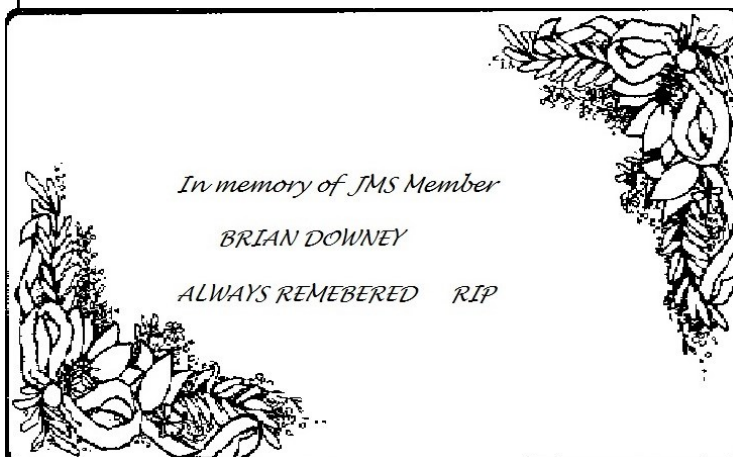 In memory of JMS Member
BRIAN DOWNEY
ALWAYS REMEBERED RIP